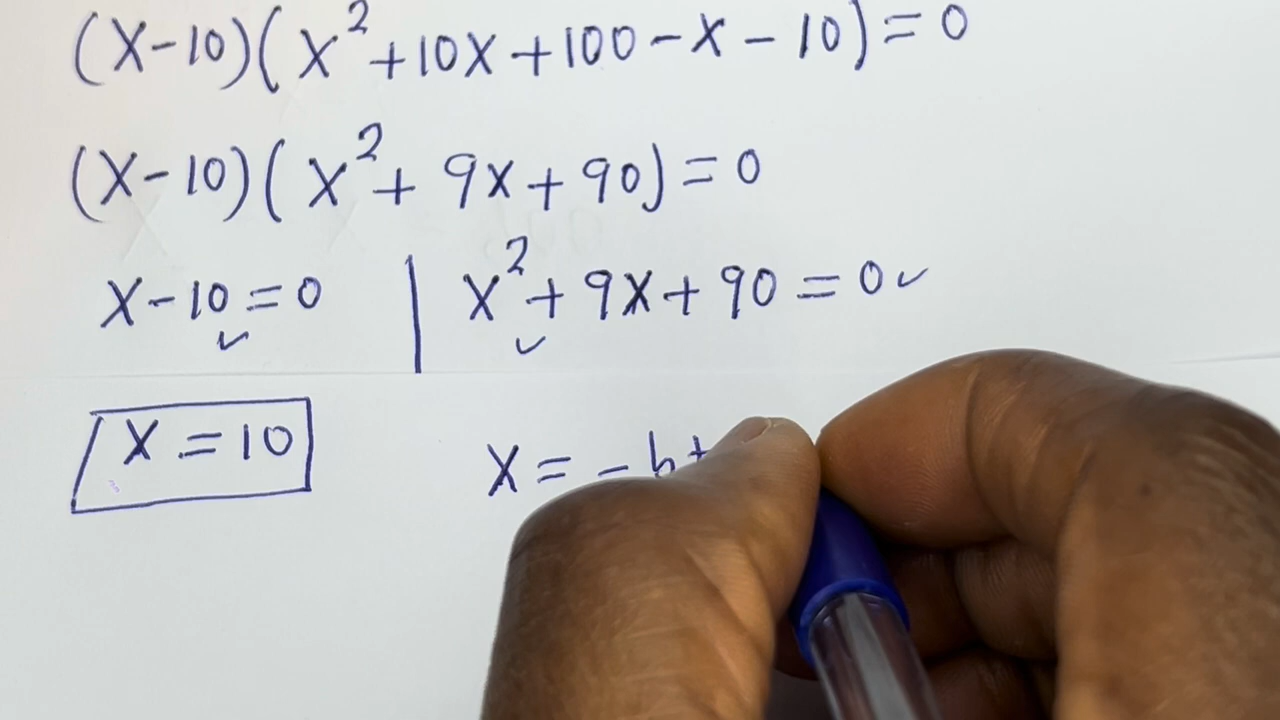 (x-10)(x²+10x+100-x-10)=0
(x-10)(x²+9x+90)=0
x-10=0 | x²+9x+90=0✓
✓ ✓
x=10 x=-b±